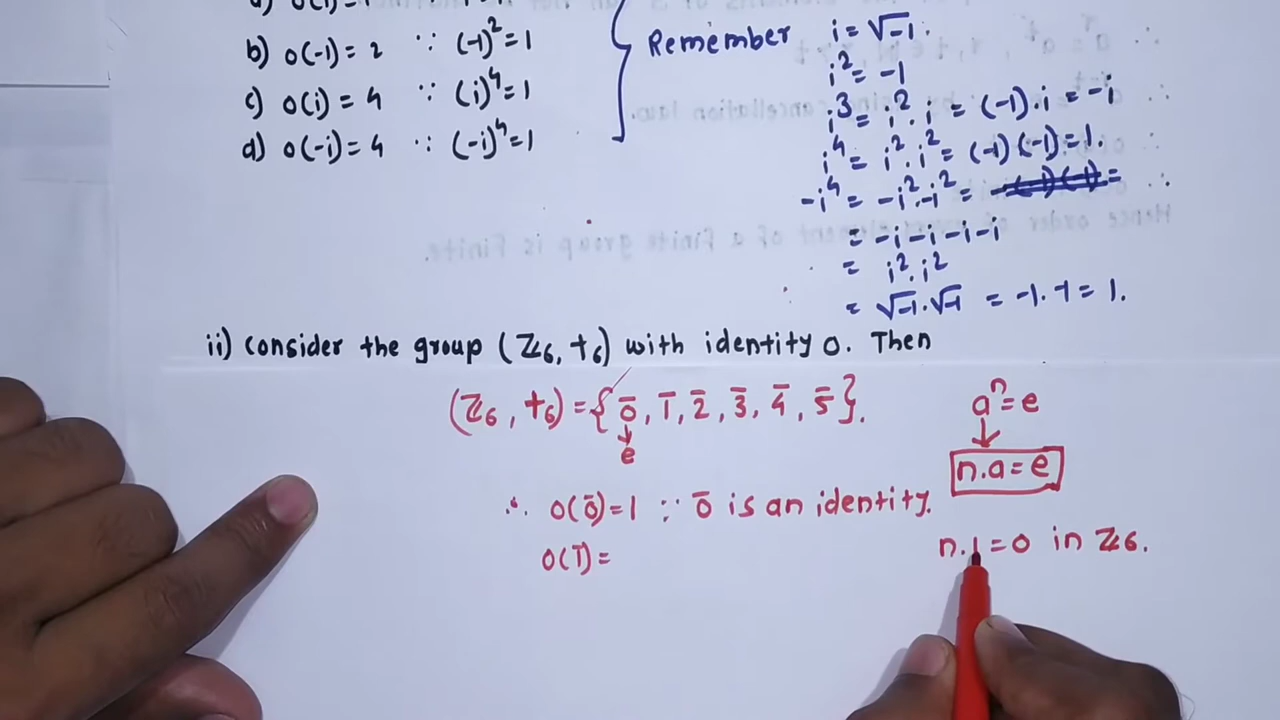 b) o(-1) = 2 ∵ (-1)² = 1
c) o(i) = 4 ∵ (i)⁴ = 1
d) o(-i) = 4 ∵ (-i)⁴ = 1
Remember i = √-1.
i² = -1
i³ = i² . i = (-1) . i = -i
i⁴ = i² . i² = (-1) (-1) = 1.
-i⁴ = -i² . -i² = (-1) (-1) =
= -i -i -i -i
= i² . i²
= √-1 . √-1 = -1 . -1 = 1.
ii) consider the group (Z6, +6) with identity 0. Then
(Z6, +6) = { 0̄, 1̄, 2̄, 3̄, 4̄, 5̄ }.
e
aⁿ = e
n.a = e
∴ o(0̄) = 1 ∵ 0̄ is an identity.
o(1̄) =
n.1 = 0 in Z6.